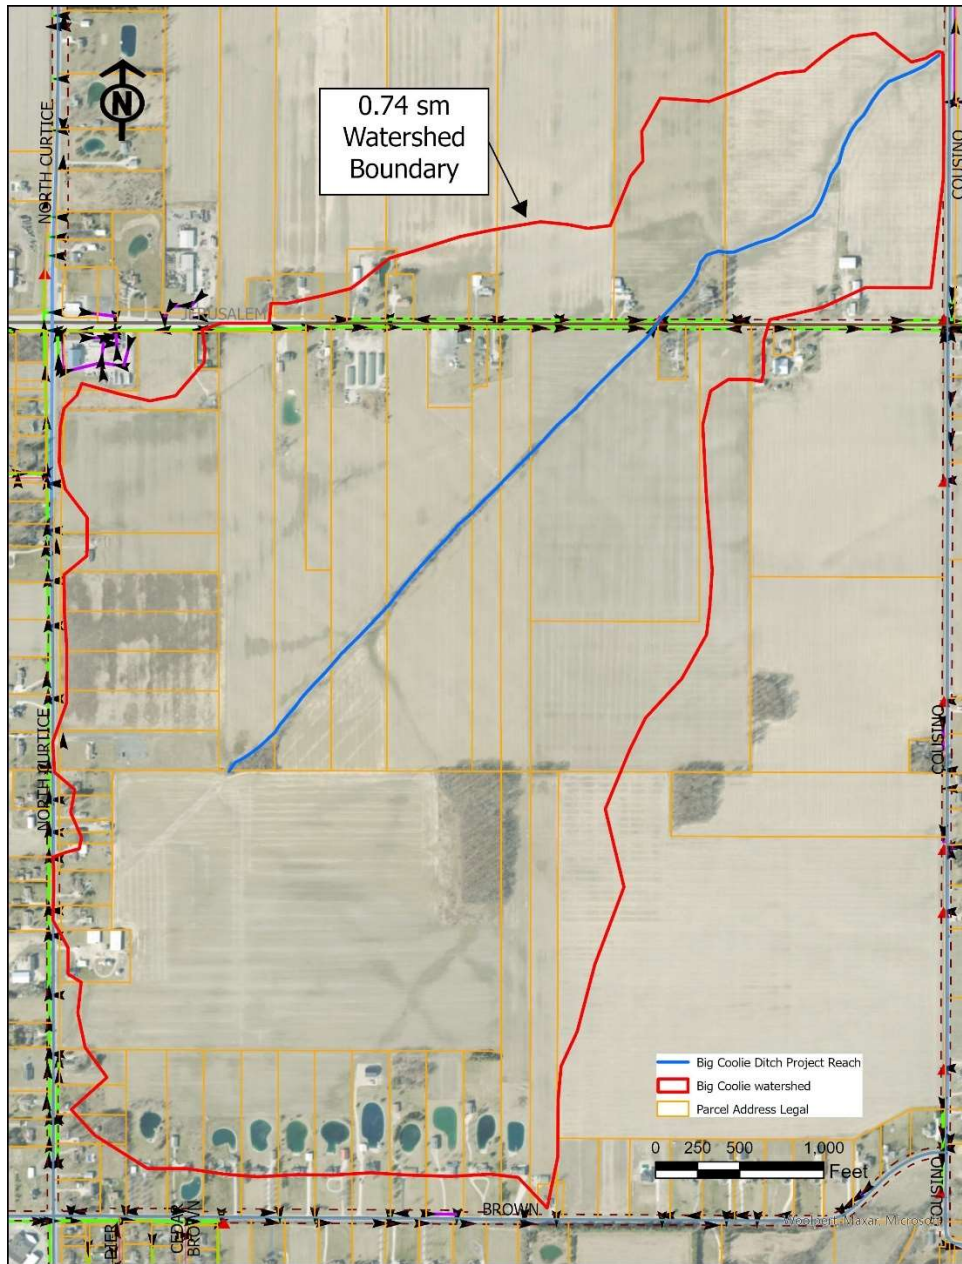 N
0.74 sm
Watershed
Boundary
NORTH CURTICE
COUSINO
JERUSALEM
NORTH CURTICE
COUSINO
Big Coolie Ditch Project Reach
Big Coolie watershed
Parcel Address Legal
0 250 500 1,000
Feet
COUSINO
BROWN
CEDAR
BROWN
Woolpert, Maxar, Microsoft